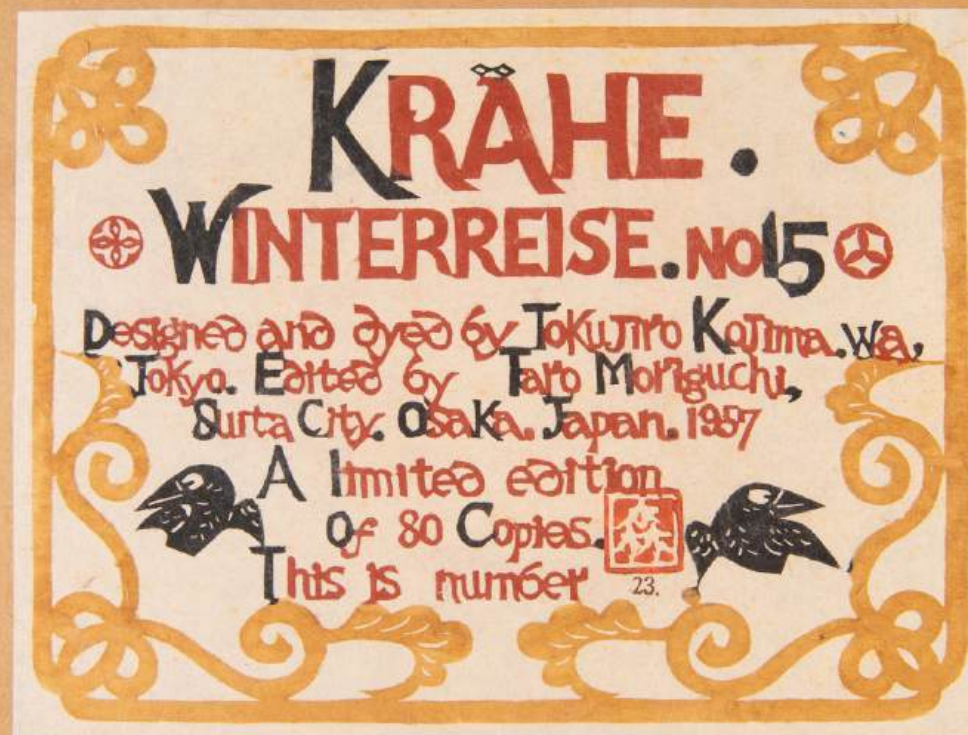 KRÄHE.
WINTERREISE. NO15
Designed and dyed by Tokujiro Kojima. Wa,
Tokyo. Edited by Taro Moriguchi,
Suita City. Osaka. Japan. 1957
A limited edition
Of 80 Copies.
This is number 23.